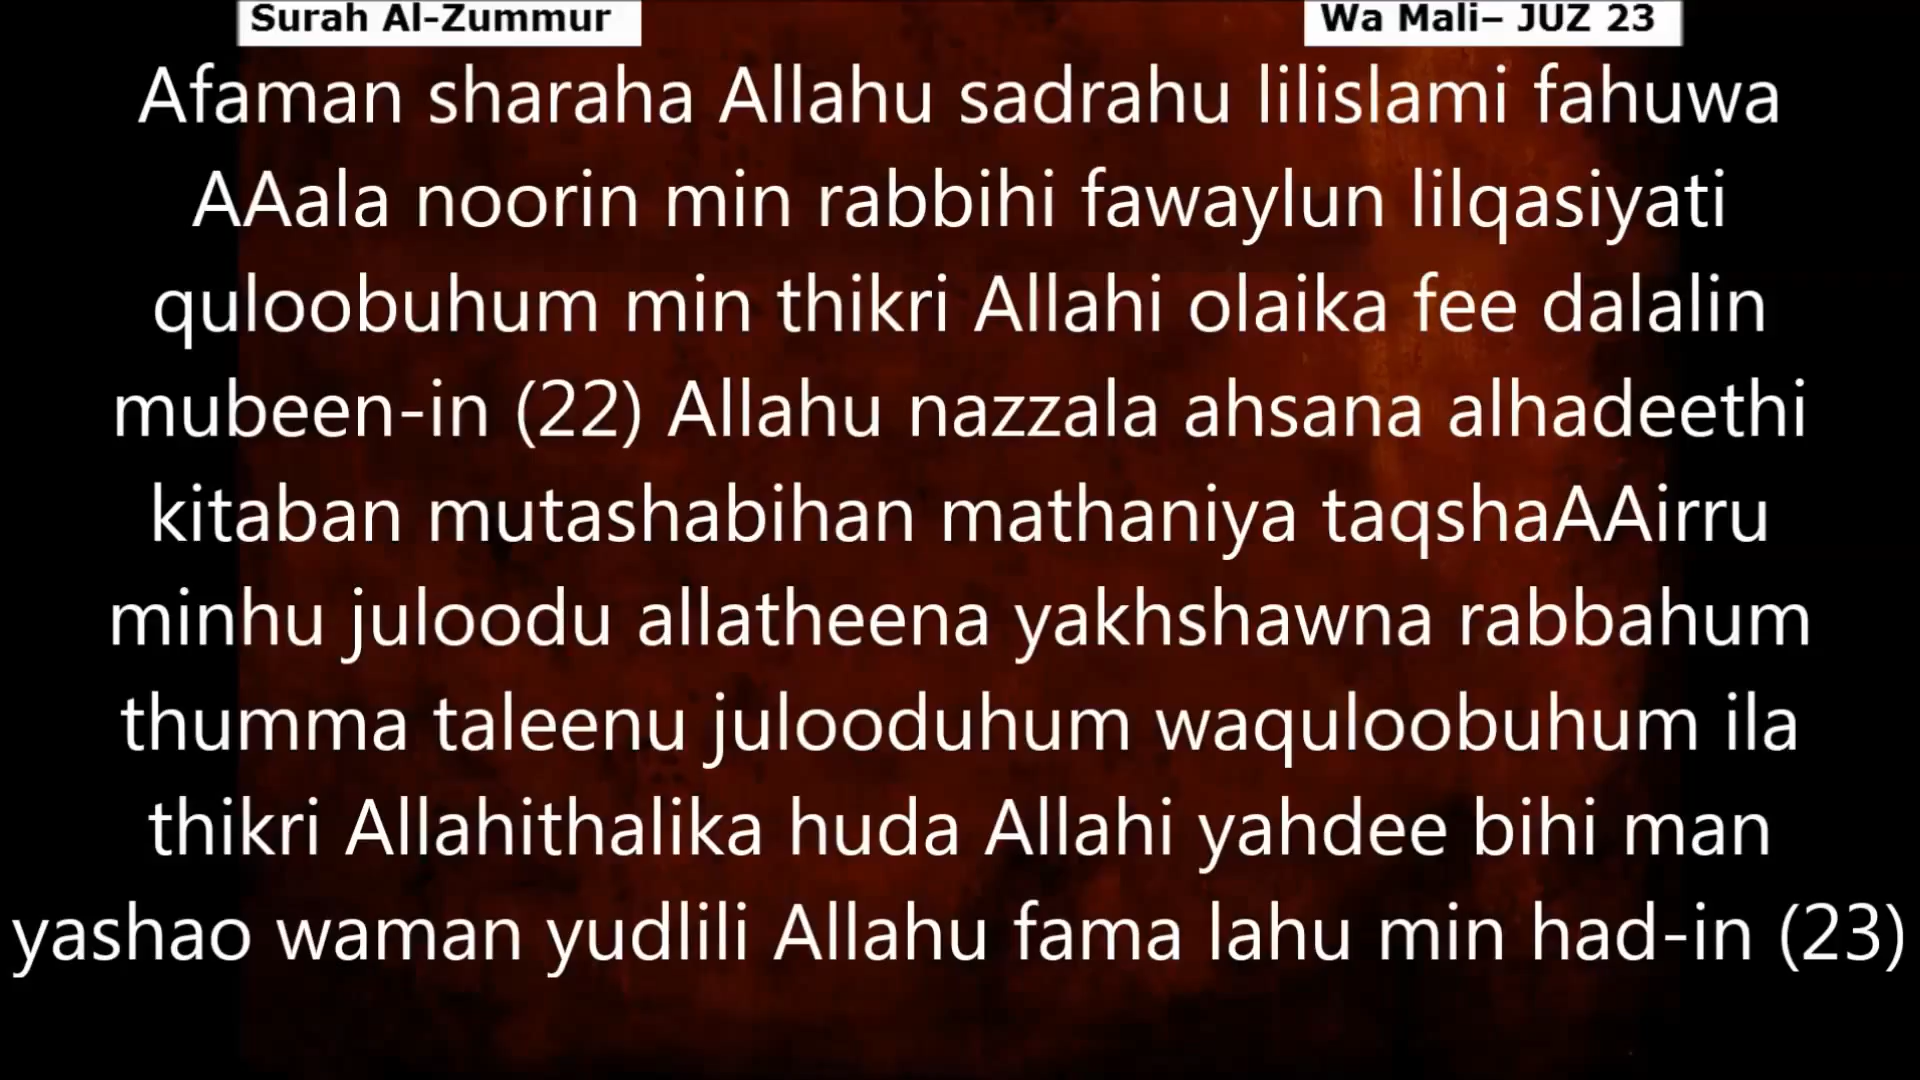 Surah Al-Zummur
Wa Mali– JUZ 23
Afaman sharaha Allahu sadrahu lilislami fahuwa
AAala noorin min rabbihi fawaylun lilqasiyati
quloobuhum min thikri Allahi olaika fee dalalin
mubeen-in (22) Allahu nazzala ahsana alhadeethi
kitaban mutashabihan mathaniya taqshaAAirru
minhu juloodu allatheena yakhshawna rabbahum
thumma taleenu julooduhum waquloobuhum ila
thikri Allahithalika huda Allahi yahdee bihi man
yashao waman yudlili Allahu fama lahu min had-in (23)